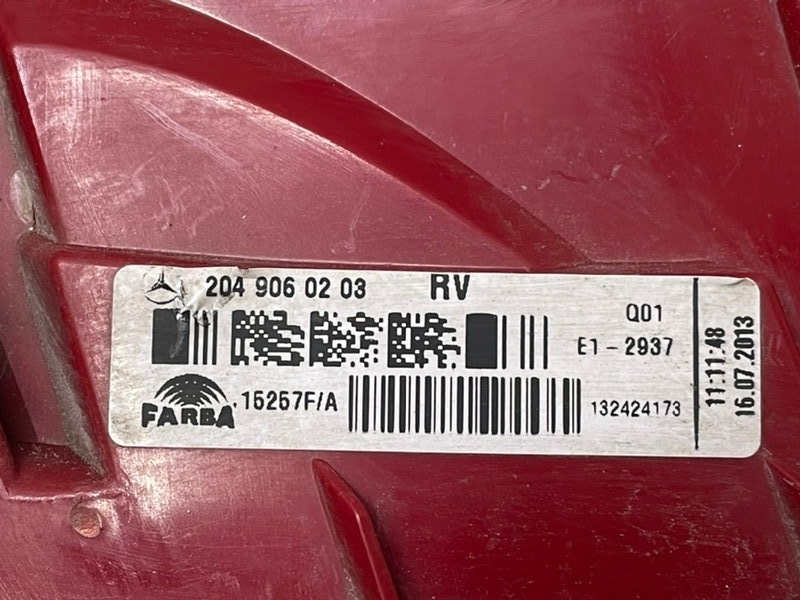 204 906 02 03 RV
Q01
E1-2937
FARBA
15257F/A
132424173
11:11:48
16.07.2013